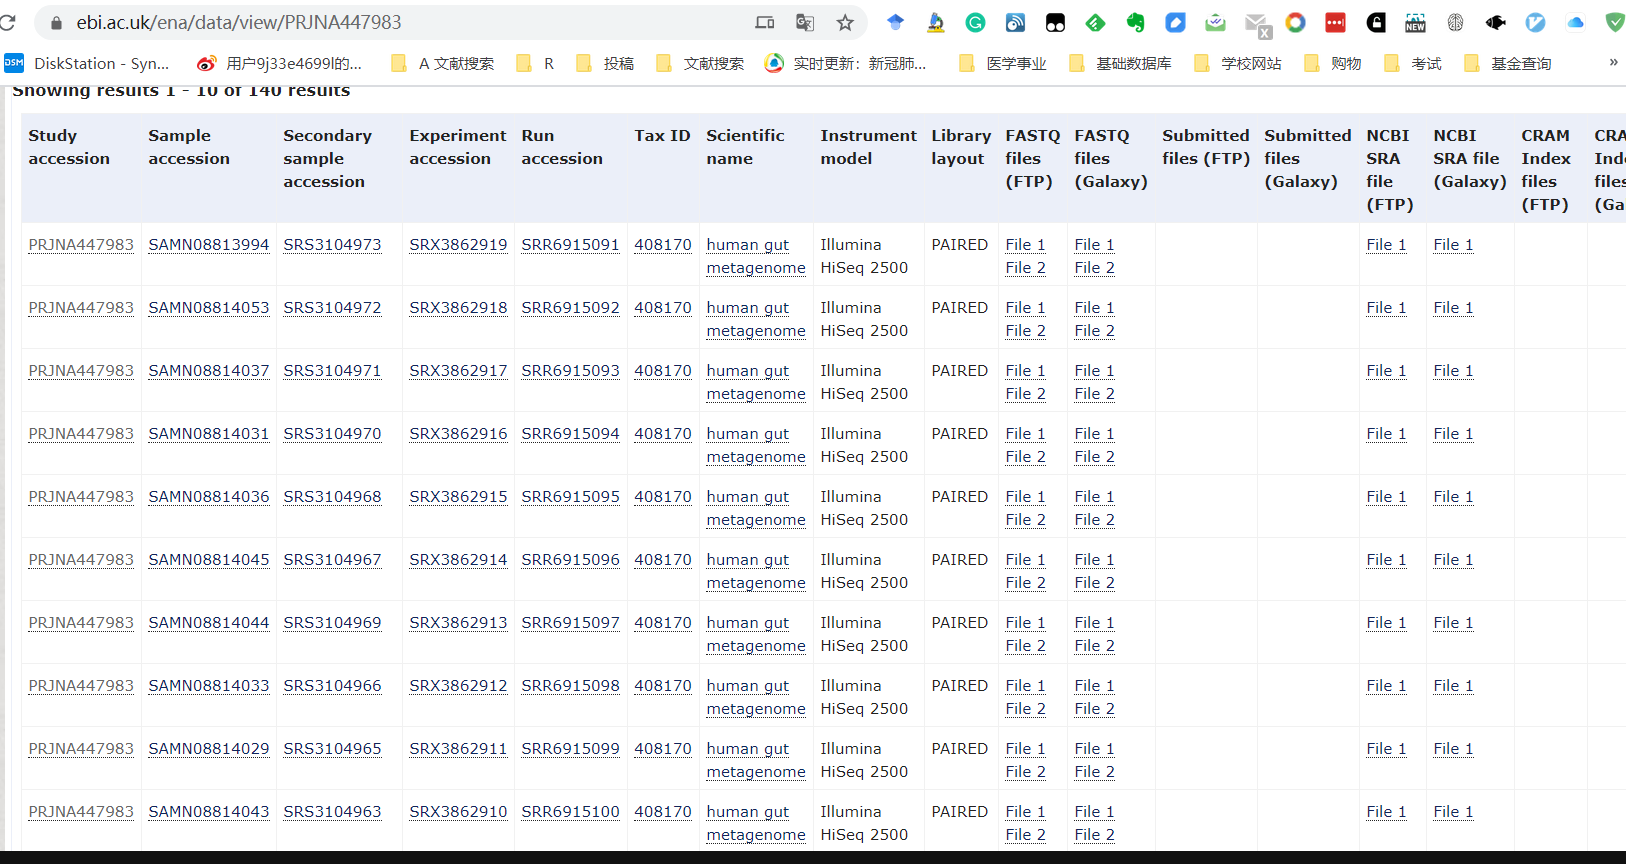 ebi.ac.uk/ena/data/view/PRJNA447983
DSM DiskStation - Syn... 用户9j33e4699l的... A 文献搜索 R 投稿 文献搜索 实时更新：新冠肺... 医学事业 基础数据库 学校网站 购物 考试 基金查询 »
Showing results 1 - 10 of 140 results
Study accession Sample accession Secondary sample accession Experiment accession Run accession Tax ID Scientific name Instrument model Library layout FASTQ files (FTP) FASTQ files (Galaxy) Submitted files (FTP) Submitted files (Galaxy) NCBI SRA file (FTP) NCBI SRA file (Galaxy) CRAM Index files (FTP) CRA Ind files (Ga
PRJNA447983 SAMN08813994 SRS3104973 SRX3862919 SRR6915091 408170 human gut Illumina PAIRED File 1 File 1 File 1 File 1
metagenome HiSeq 2500 File 2 File 2
PRJNA447983 SAMN08814053 SRS3104972 SRX3862918 SRR6915092 408170 human gut Illumina PAIRED File 1 File 1 File 1 File 1
metagenome HiSeq 2500 File 2 File 2
PRJNA447983 SAMN08814037 SRS3104971 SRX3862917 SRR6915093 408170 human gut Illumina PAIRED File 1 File 1 File 1 File 1
metagenome HiSeq 2500 File 2 File 2
PRJNA447983 SAMN08814031 SRS3104970 SRX3862916 SRR6915094 408170 human gut Illumina PAIRED File 1 File 1 File 1 File 1
metagenome HiSeq 2500 File 2 File 2
PRJNA447983 SAMN08814036 SRS3104968 SRX3862915 SRR6915095 408170 human gut Illumina PAIRED File 1 File 1 File 1 File 1
metagenome HiSeq 2500 File 2 File 2
PRJNA447983 SAMN08814045 SRS3104967 SRX3862914 SRR6915096 408170 human gut Illumina PAIRED File 1 File 1 File 1 File 1
metagenome HiSeq 2500 File 2 File 2
PRJNA447983 SAMN08814044 SRS3104969 SRX3862913 SRR6915097 408170 human gut Illumina PAIRED File 1 File 1 File 1 File 1
metagenome HiSeq 2500 File 2 File 2
PRJNA447983 SAMN08814033 SRS3104966 SRX3862912 SRR6915098 408170 human gut Illumina PAIRED File 1 File 1 File 1 File 1
metagenome HiSeq 2500 File 2 File 2
PRJNA447983 SAMN08814029 SRS3104965 SRX3862911 SRR6915099 408170 human gut Illumina PAIRED File 1 File 1 File 1 File 1
metagenome HiSeq 2500 File 2 File 2
PRJNA447983 SAMN08814043 SRS3104963 SRX3862910 SRR6915100 408170 human gut Illumina PAIRED File 1 File 1 File 1 File 1
metagenome HiSeq 2500 File 2 File 2